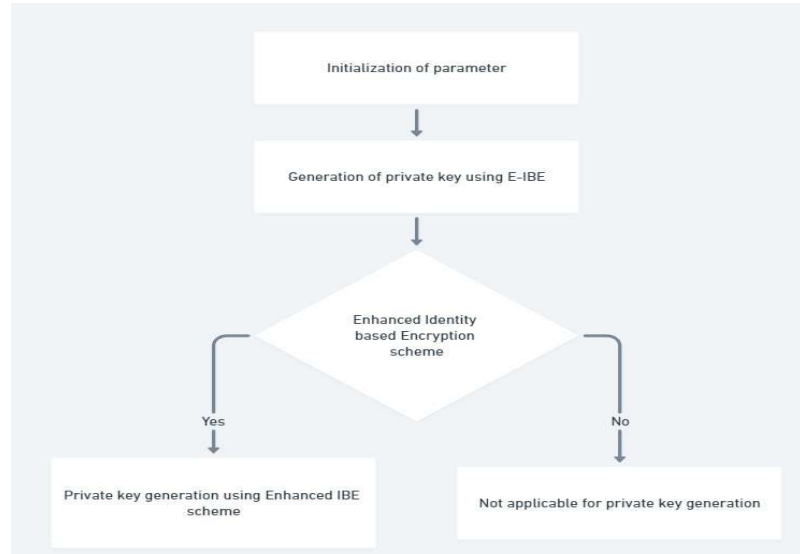 Initialization of parameter
Generation of private key using E-IBE
Enhanced Identity
based Encryption
scheme
Yes
No
Private key generation using Enhanced IBE
scheme
Not applicable for private key generation